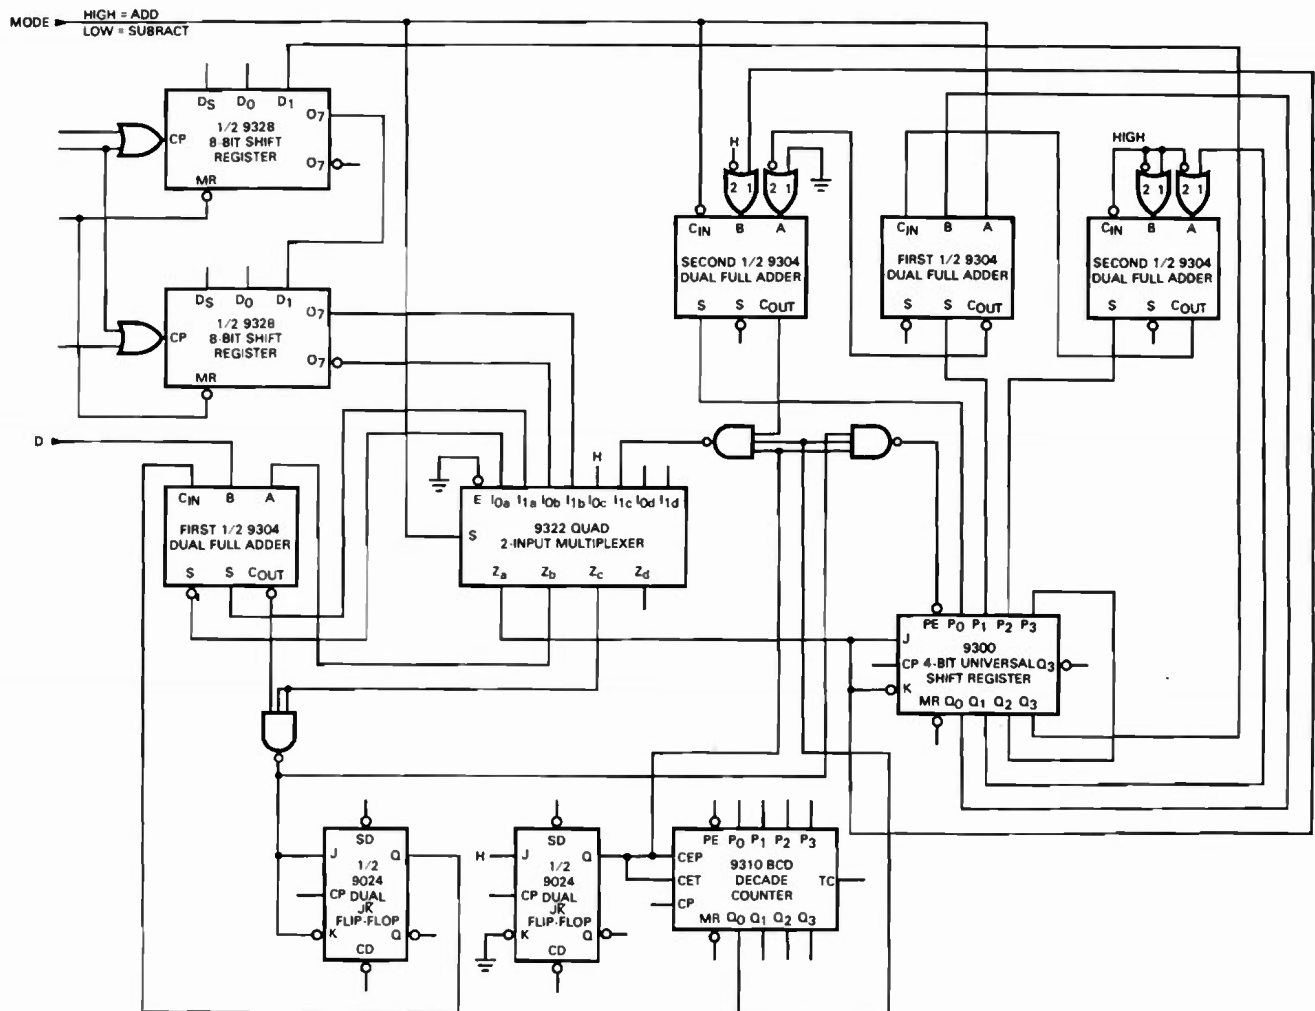 MODE HIGH = ADD
LOW = SUBRACT
DS D0 D1
O7
CP 1/2 9328
8-BIT SHIFT
REGISTER
O7
MR
DS D0 D1
O7
CP 1/2 9328
8-BIT SHIFT
REGISTER
O7
MR
H
2 1 2 1
CIN B A
SECOND 1/2 9304
DUAL FULL ADDER
S S COUT
CIN B A
FIRST 1/2 9304
DUAL FULL ADDER
S S COUT
HIGH
2 1 2 1
CIN B A
SECOND 1/2 9304
DUAL FULL ADDER
S S COUT
D
CIN B A
FIRST 1/2 9304
DUAL FULL ADDER
S S COUT
H
E I0a I1a I0b I1b I0c I1c I0d I1d
S 9322 QUAD
2-INPUT MULTIPLEXER
Za Zb Zc Zd
PE P0 P1 P2 P3
J 9300
CP 4-BIT UNIVERSAL Q3
SHIFT REGISTER
K
MR Q0 Q1 Q2 Q3
SD
J Q
1/2
9024
CP DUAL
JK
FLIP-FLOP
K Q
CD
H
SD
J Q
1/2
9024
CP DUAL
JK
FLIP-FLOP
K Q
CD
PE P0 P1 P2 P3
CEP 9310 BCD
CET DECADE TC
COUNTER
CP
MR Q0 Q1 Q2 Q3